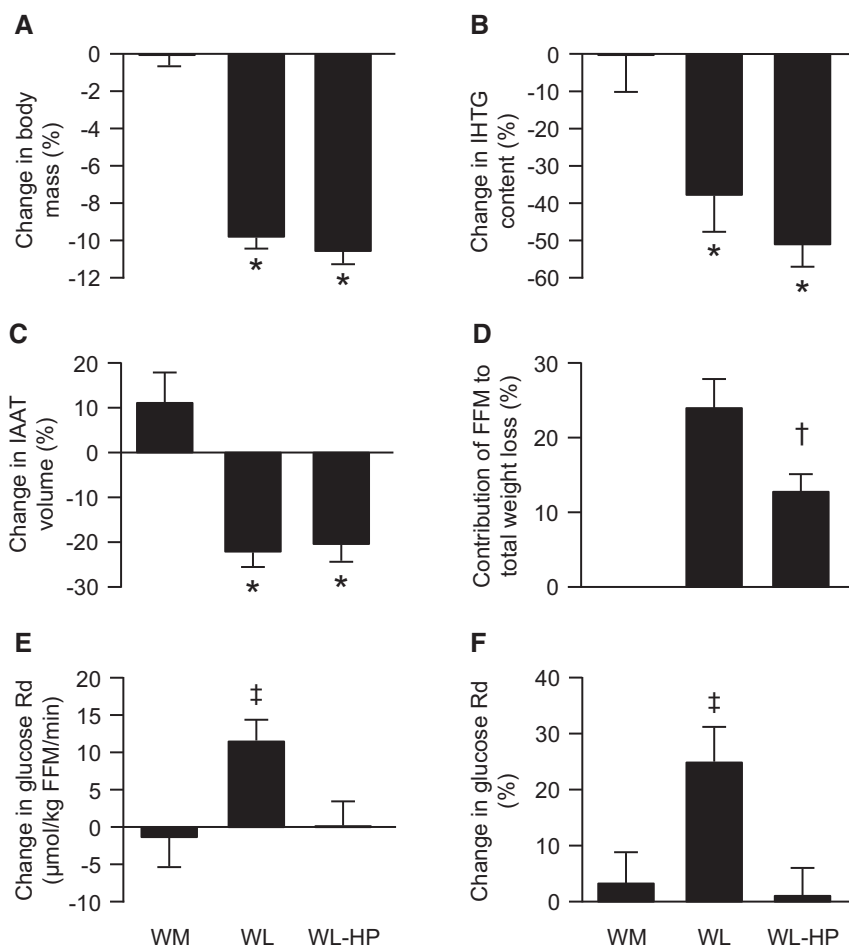 A
Change in body
mass (%)
0
-2
-4
-6
-8
-10
-12
*
*
B
Change in IHTG
content (%)
0
-10
-20
-30
-40
-50
-60
*
*
C
Change in IAAT
volume (%)
20
10
0
-10
-20
-30
*
*
D
Contribution of FFM to
total weight loss (%)
30
20
10
0
†
E
Change in glucose Rd
(µmol/kg FFM/min)
20
15
10
5
0
-5
-10
‡
WM
WL
WL-HP
F
Change in glucose Rd
(%)
40
30
20
10
0
‡
WM
WL
WL-HP